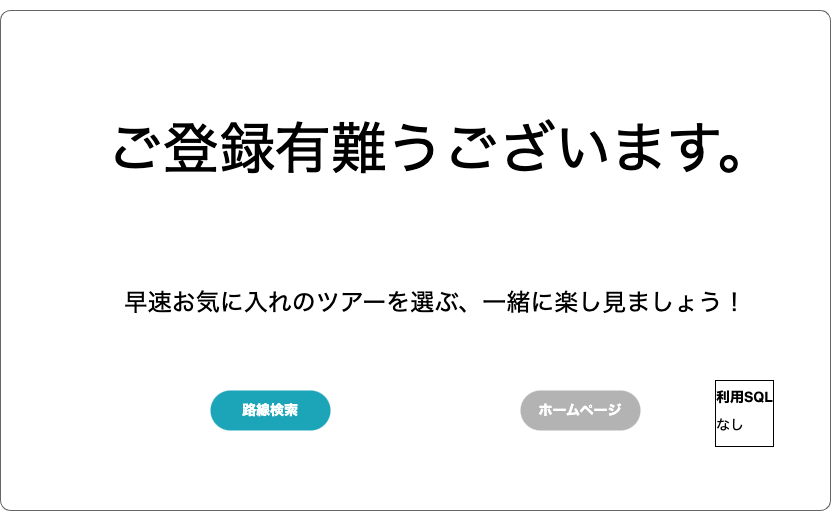 ご登録有難うございます。
早速お気に入れのツアーを選ぶ、一緒に楽し見ましょう！
路線検索
ホームページ
利用SQL
なし